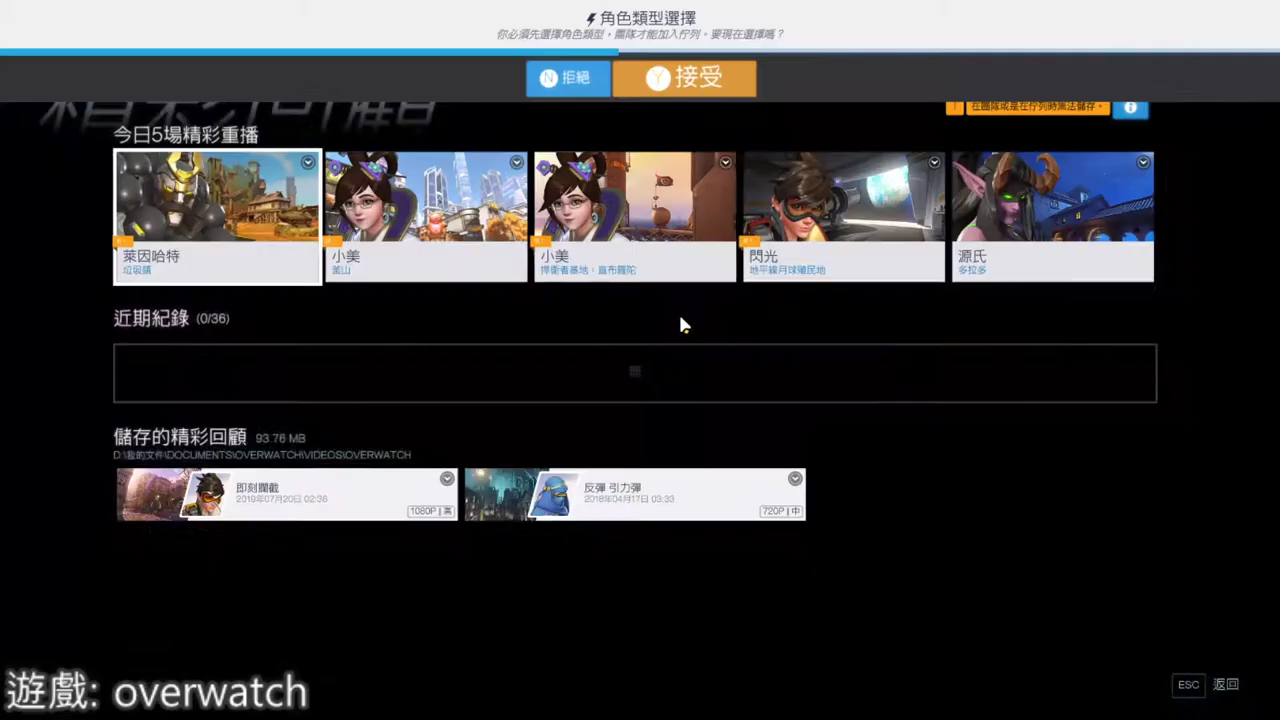 角色類型選擇
你必須先選擇角色類型，團隊才能加入佇列。要現在選擇嗎？
N 拒絕
Y 接受
精彩回顧
! 在團隊或是在佇列時無法儲存。
今日5場精彩重播
萊因哈特
垃圾鎮
小美
釜山
小美
捍衛者基地：直布羅陀
閃光
地平線月球殖民地
源氏
多拉多
近期紀錄 (0/36)
儲存的精彩回顧 93.76 MB
D:\我的文件\DOCUMENTS\OVERWATCH\VIDEOS\OVERWATCH
即刻攔截
2019年07月20日 02:36
1080P | 高
反彈 引力彈
2018年04月17日 03:33
720P | 中
遊戲: overwatch
ESC 返回